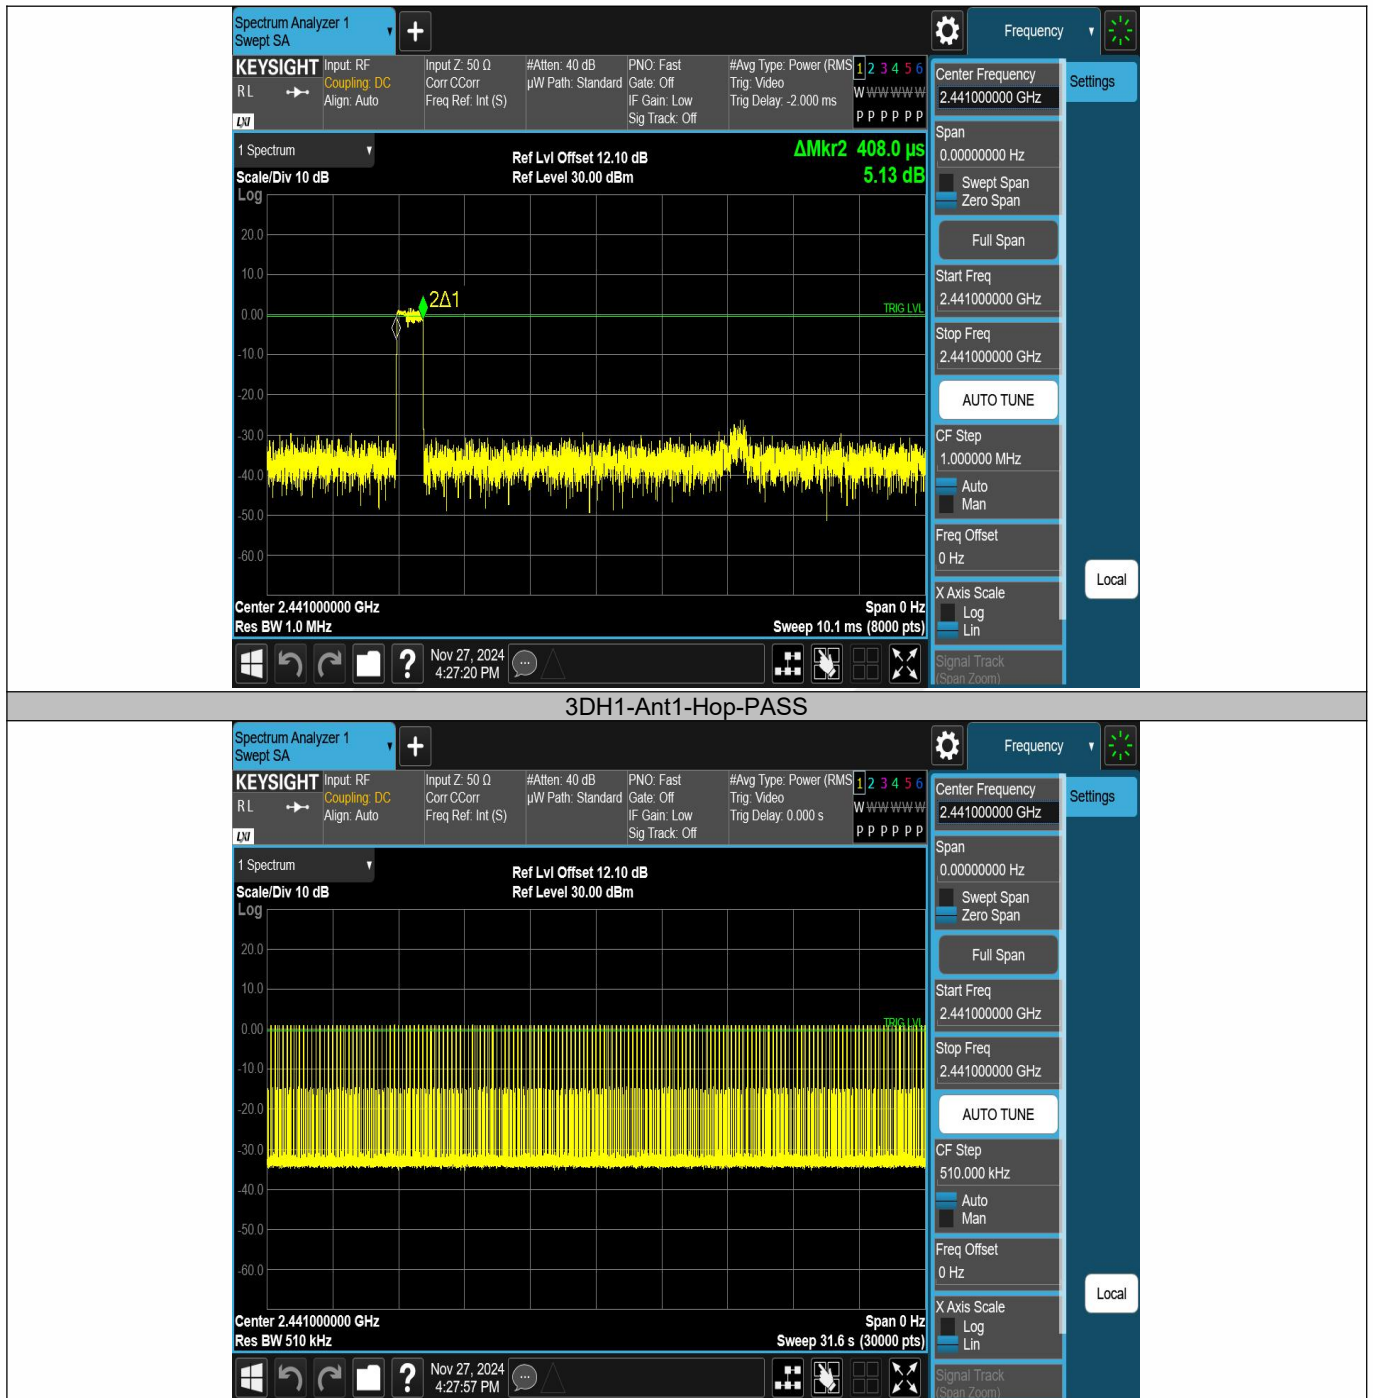 Spectrum Analyzer 1
Swept SA
Frequency
KEYSIGHT
R L
LXI
Input: RF
Coupling: DC
Align: Auto
Input Z: 50 Ω
Corr CCorr
Freq Ref: Int (S)
#Atten: 40 dB
µW Path: Standard
PNO: Fast
Gate: Off
IF Gain: Low
Sig Track: Off
#Avg Type: Power (RMS
Trig: Video
Trig Delay: -2.000 ms
1 2 3 4 5 6
W W W W W W
P P P P P P
Center Frequency
2.441000000 GHz
Settings
1 Spectrum
Scale/Div 10 dB
Ref Lvl Offset 12.10 dB
Ref Level 30.00 dBm
ΔMkr2 408.0 µs
5.13 dB
Span
0.00000000 Hz
Swept Span
Zero Span
Full Span
Start Freq
2.441000000 GHz
Stop Freq
2.441000000 GHz
AUTO TUNE
CF Step
1.000000 MHz
Auto
Man
Freq Offset
0 Hz
X Axis Scale
Log
Lin
Signal Track
(Span Zoom)
Local
Log
20.0
10.0
0.00
-10.0
-20.0
-30.0
-40.0
-50.0
-60.0
2Δ1
TRIG LVL
Center 2.441000000 GHz
Res BW 1.0 MHz
Span 0 Hz
Sweep 10.1 ms (8000 pts)
Nov 27, 2024
4:27:20 PM
3DH1-Ant1-Hop-PASS
Spectrum Analyzer 1
Swept SA
Frequency
KEYSIGHT
R L
LXI
Input: RF
Coupling: DC
Align: Auto
Input Z: 50 Ω
Corr CCorr
Freq Ref: Int (S)
#Atten: 40 dB
µW Path: Standard
PNO: Fast
Gate: Off
IF Gain: Low
Sig Track: Off
#Avg Type: Power (RMS
Trig: Video
Trig Delay: 0.000 s
1 2 3 4 5 6
W W W W W W
P P P P P P
Center Frequency
2.441000000 GHz
Settings
1 Spectrum
Scale/Div 10 dB
Ref Lvl Offset 12.10 dB
Ref Level 30.00 dBm
Span
0.00000000 Hz
Swept Span
Zero Span
Full Span
Start Freq
2.441000000 GHz
Stop Freq
2.441000000 GHz
AUTO TUNE
CF Step
510.000 kHz
Auto
Man
Freq Offset
0 Hz
X Axis Scale
Log
Lin
Signal Track
(Span Zoom)
Local
Log
20.0
10.0
0.00
-10.0
-20.0
-30.0
-40.0
-50.0
-60.0
TRIG LVL
Center 2.441000000 GHz
Res BW 510 kHz
Span 0 Hz
Sweep 31.6 s (30000 pts)
Nov 27, 2024
4:27:57 PM